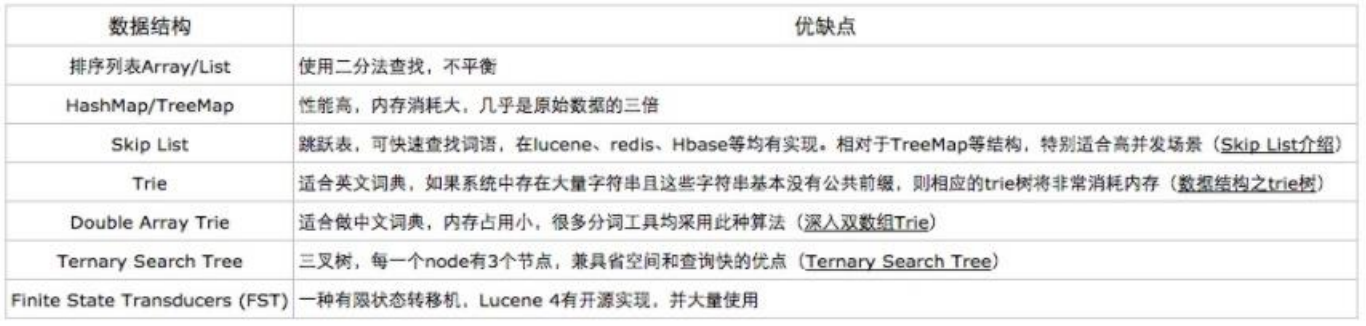 数据结构 优缺点
排序列表Array/List 使用二分法查找，不平衡
HashMap/TreeMap 性能高，内存消耗大，几乎是原始数据的三倍
Skip List 跳跃表，可快速查找词语，在lucene、redis、Hbase等均有实现。相对于TreeMap等结构，特别适合高并发场景（Skip List介绍）
Trie 适合英文词典，如果系统中存在大量字符串且这些字符串基本没有公共前缀，则相应的trie树将非常消耗内存（数据结构之trie树）
Double Array Trie 适合做中文词典，内存占用小，很多分词工具均采用此种算法（深入双数组Trie）
Ternary Search Tree 三叉树，每一个node有3个节点，兼具省空间和查询快的优点（Ternary Search Tree）
Finite State Transducers (FST) 一种有限状态转移机，Lucene 4有开源实现，并大量使用